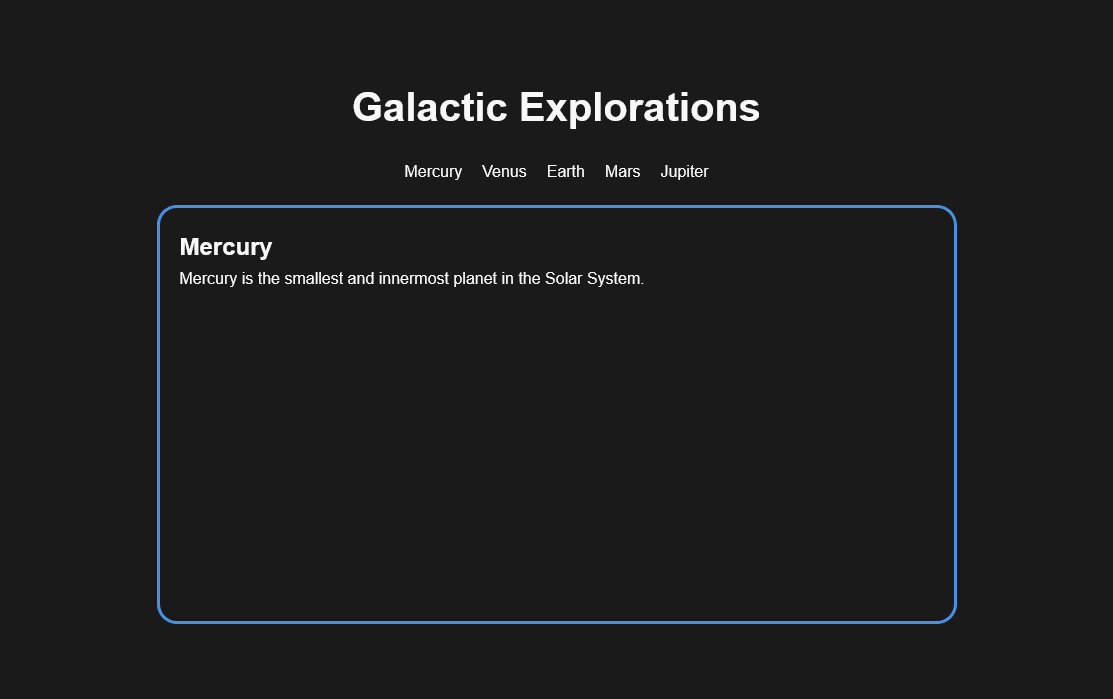 Galactic Explorations
Mercury Venus Earth Mars Jupiter
Mercury
Mercury is the smallest and innermost planet in the Solar System.